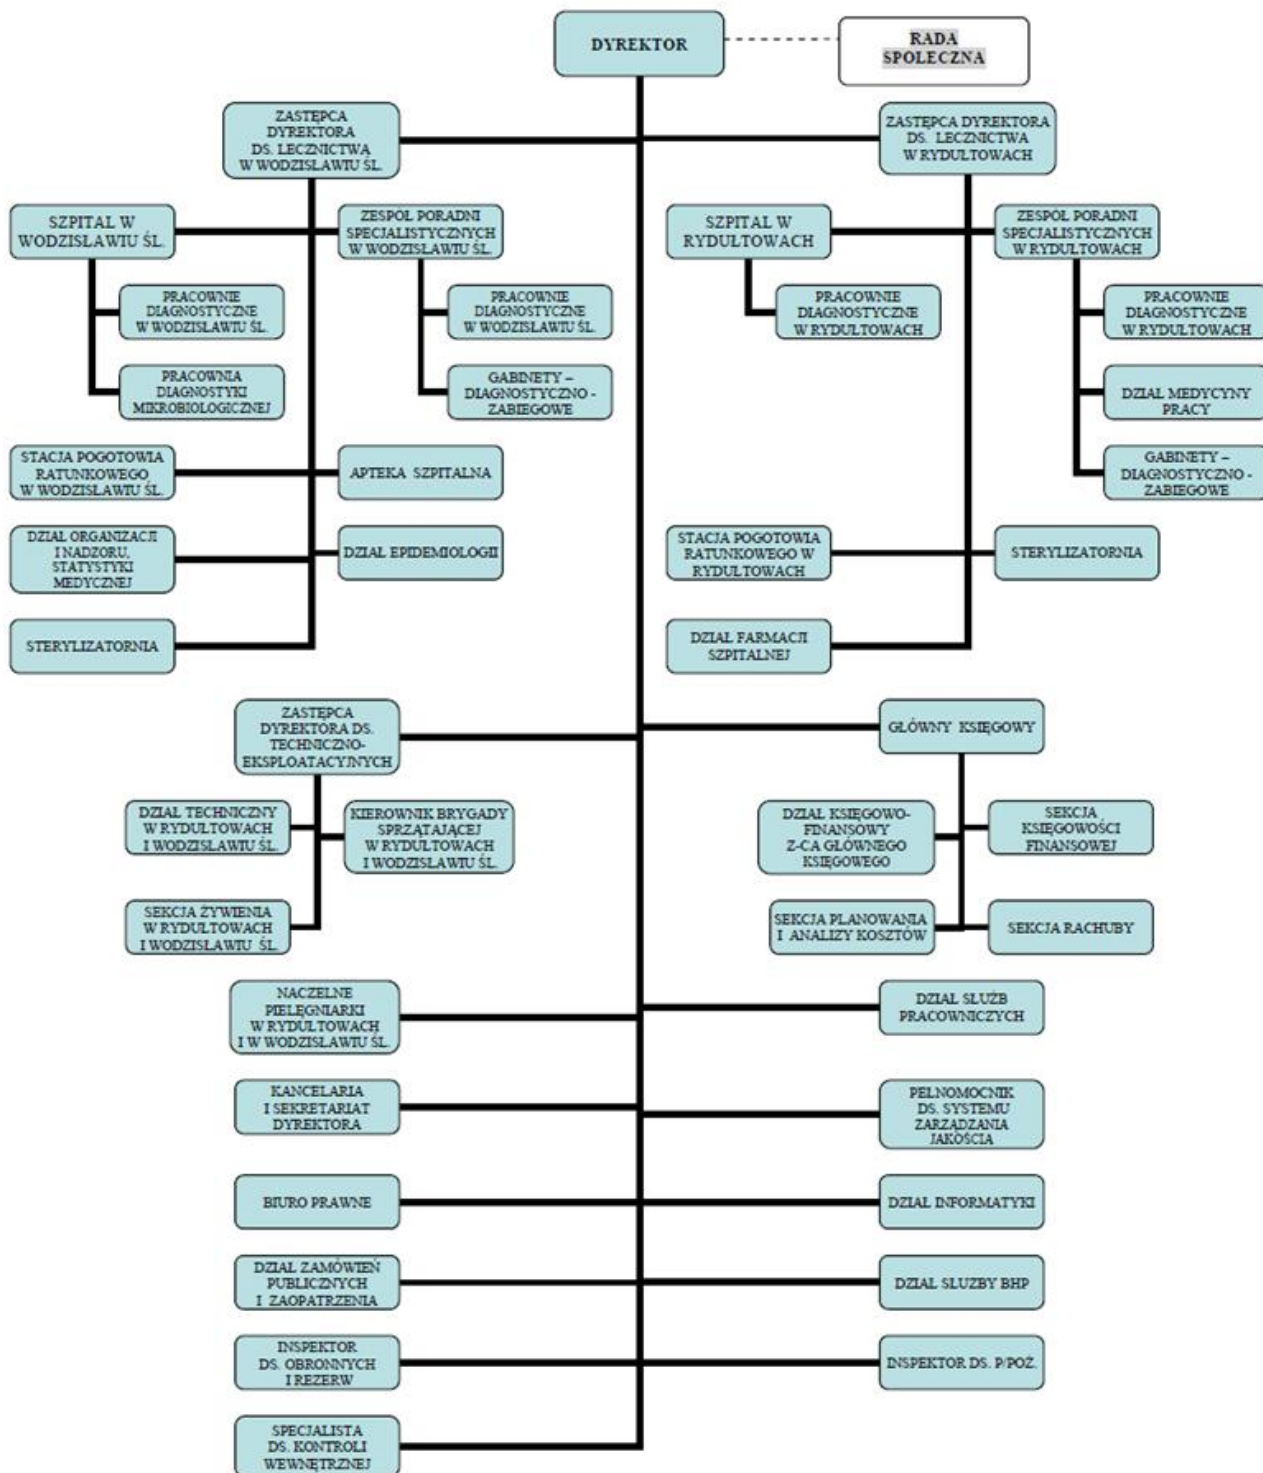 DYREKTOR
RADA
SPOŁECZNA
ZASTĘPCA
DYREKTORA
DS. LECZNICTWA
W WODZISŁAWIU ŚL.
ZASTĘPCA DYREKTORA
DS. LECZNICTWA
W RYDUŁTOWACH
SZPITAL W
WODZISŁAWIU ŚL.
ZESPÓŁ PORADNI
SPECJALISTYCZNYCH
W WODZISŁAWIU ŚL.
SZPITAL W
RYDUŁTOWACH
ZESPÓŁ PORADNI
SPECJALISTYCZNYCH
W RYDUŁTOWACH
PRACOWNIE
DIAGNOSTYCZNE
W WODZISŁAWIU ŚL.
PRACOWNIE
DIAGNOSTYCZNE
W WODZISŁAWIU ŚL.
PRACOWNIE
DIAGNOSTYCZNE
W RYDUŁTOWACH
PRACOWNIE
DIAGNOSTYCZNE
W RYDUŁTOWACH
PRACOWNIA
DIAGNOSTYKI
MIKROBIOLOGICZNEJ
GABINETY –
DIAGNOSTYCZNO -
ZABIEGOWE
DZIAŁ MEDYCYNY
PRACY
STACJA POGOTOWIA
RATUNKOWEGO
W WODZISŁAWIU ŚL.
APTEKA SZPITALNA
GABINETY –
DIAGNOSTYCZNO -
ZABIEGOWE
DZIAŁ ORGANIZACJI
I NADZORU,
STATYSTYKI
MEDYCZNEJ
DZIAŁ EPIDEMIOLOGII
STACJA POGOTOWIA
RATUNKOWEGO W
RYDUŁTOWACH
STERYLIZATORNIA
STERYLIZATORNIA
DZIAŁ FARMACJI
SZPITALNEJ
ZASTĘPCA
DYREKTORA DS.
TECHNICZNO-
EKSPLOATACYJNYCH
GŁÓWNY KSIĘGOWY
DZIAŁ TECHNICZNY
W RYDUŁTOWACH
I WODZISŁAWIU ŚL.
KIEROWNIK BRYGADY
SPRZĄTAJĄCEJ
W RYDUŁTOWACH
I WODZISŁAWIU ŚL.
DZIAŁ KSIĘGOWO-
FINANSOWY
Z-CA GŁÓWNEGO
KSIĘGOWEGO
SEKCJA
KSIĘGOWOŚCI
FINANSOWEJ
SEKCJA ŻYWIENIA
W RYDUŁTOWACH
I WODZISŁAWIU ŚL.
SEKCJA PLANOWANIA
I ANALIZY KOSZTÓW
SEKCJA RACHUBY
NACZELNE
PIELĘGNIARKI
W RYDUŁTOWACH
I W WODZISŁAWIU ŚL.
DZIAŁ SŁUŻB
PRACOWNICZYCH
KANCELARIA
I SEKRETARIAT
DYREKTORA
PEŁNOMOCNIK
DS. SYSTEMU
ZARZĄDZANIA
JAKOŚCIA
BIURO PRAWNE
DZIAŁ INFORMATYKI
DZIAŁ ZAMÓWIEŃ
PUBLICZNYCH
I ZAOPATRZENIA
DZIAŁ SŁUZBY BHP
INSPEKTOR
DS. OBRONNYCH
I REZERW
INSPEKTOR DS. P/POŻ.
SPECJALISTA
DS. KONTROLI
WEWNĘTRZNEJ